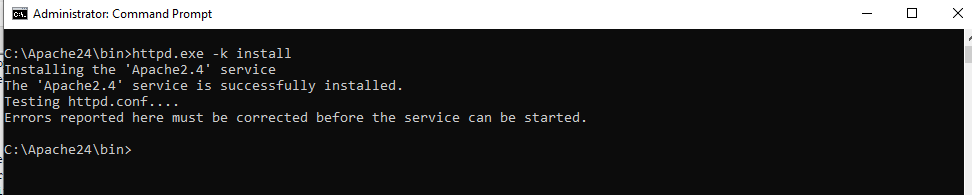 Administrator: Command Prompt
C:\Apache24\bin>httpd.exe -k install
Installing the 'Apache2.4' service
The 'Apache2.4' service is successfully installed.
Testing httpd.conf....
Errors reported here must be corrected before the service can be started.
C:\Apache24\bin>